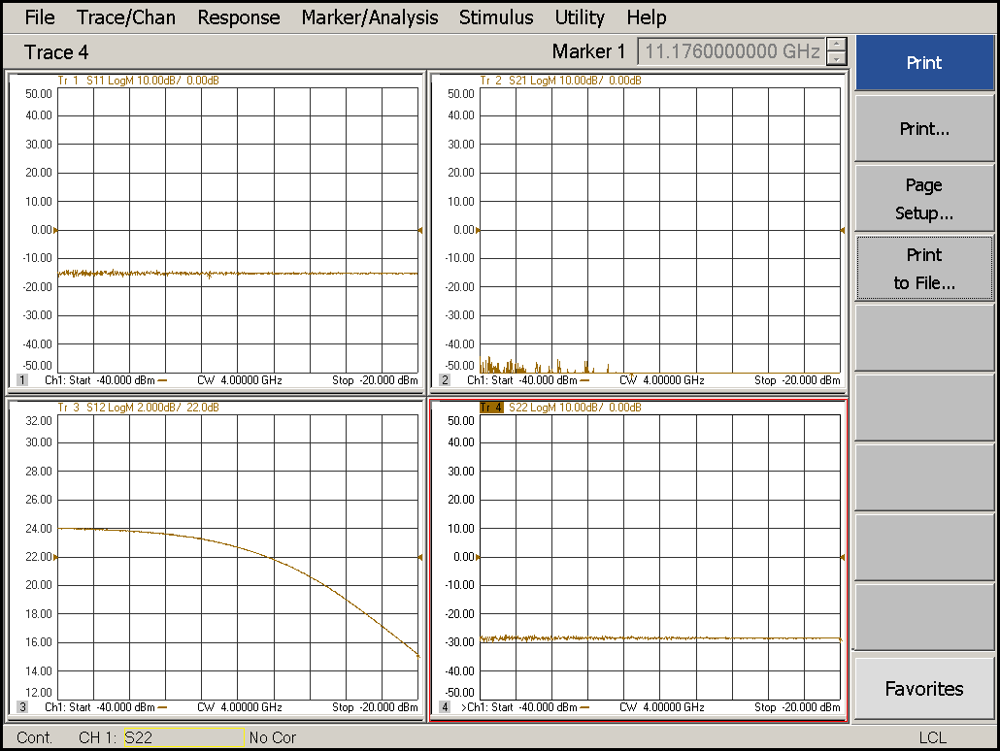 File Trace/Chan Response Marker/Analysis Stimulus Utility Help
Trace 4 Marker 1 11.1760000000 GHz
Tr 1 S11 LogM 10.00dB/ 0.00dB
50.00
40.00
30.00
20.00
10.00
0.00
-10.00
-20.00
-30.00
-40.00
-50.00
1 Ch1: Start -40.000 dBm CW 4.00000 GHz Stop -20.000 dBm
Tr 2 S21 LogM 10.00dB/ 0.00dB
50.00
40.00
30.00
20.00
10.00
0.00
-10.00
-20.00
-30.00
-40.00
-50.00
2 Ch1: Start -40.000 dBm CW 4.00000 GHz Stop -20.000 dBm
Tr 3 S12 LogM 2.000dB/ 22.0dB
32.00
30.00
28.00
26.00
24.00
22.00
20.00
18.00
16.00
14.00
12.00
3 Ch1: Start -40.000 dBm CW 4.00000 GHz Stop -20.000 dBm
Tr 4 S22 LogM 10.00dB/ 0.00dB
50.00
40.00
30.00
20.00
10.00
0.00
-10.00
-20.00
-30.00
-40.00
-50.00
4 >Ch1: Start -40.000 dBm CW 4.00000 GHz Stop -20.000 dBm
Print
Print...
Page
Setup...
Print
to File...
Favorites
Cont. CH 1: S22 No Cor LCL